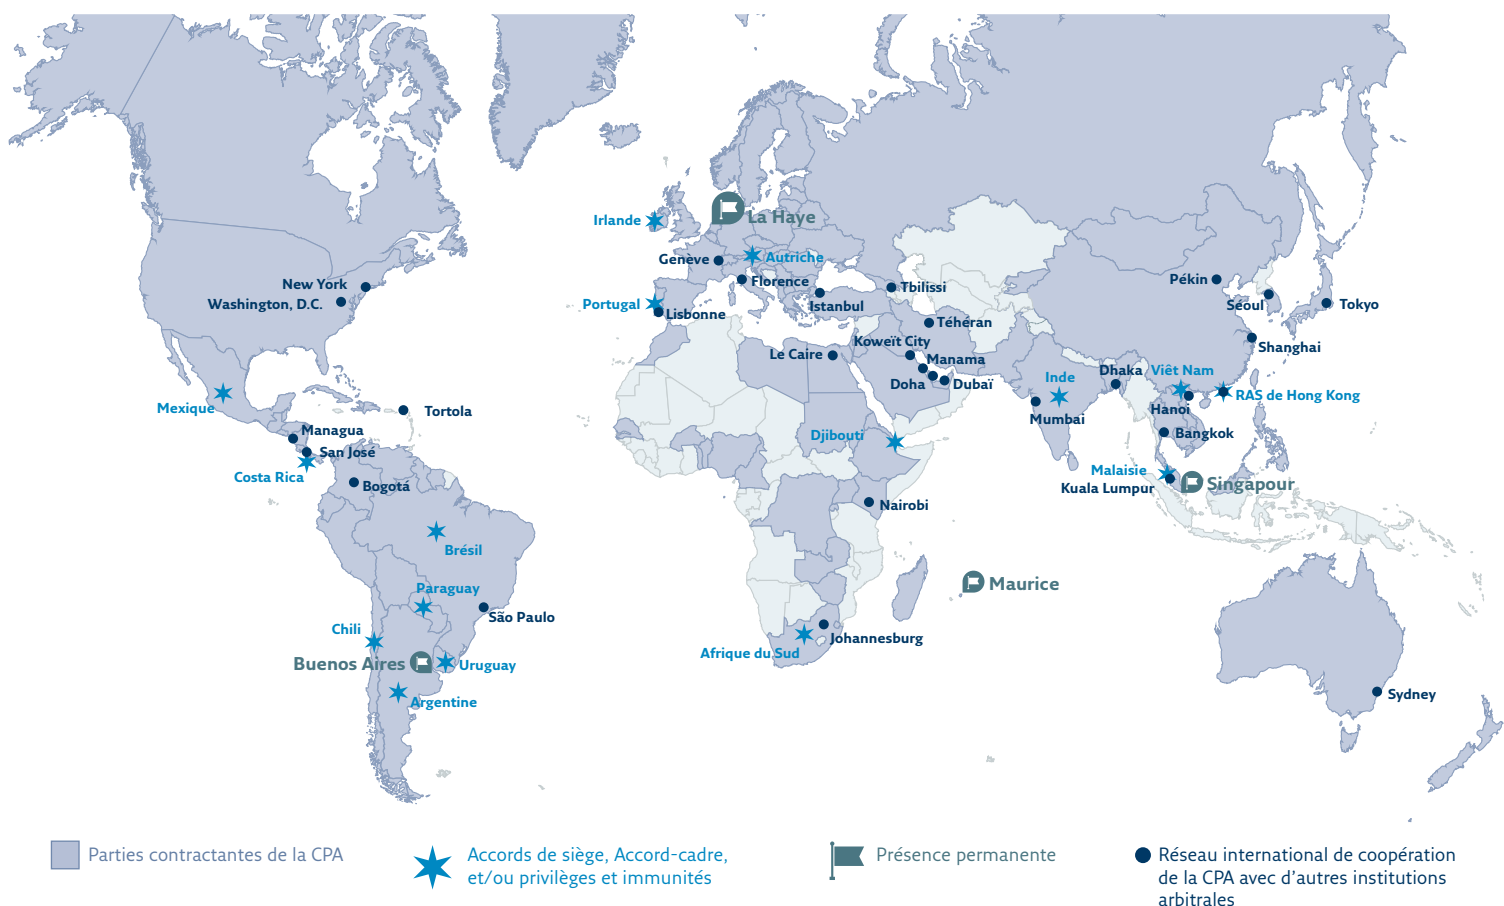 Irlande
La Haye
Genève
Autriche
Florence
Portugal
Lisbonne
Istanbul
Tbilissi
Téhéran
Le Caire
Koweït City
Manama
Doha
Dubaï
New York
Washington, D.C.
Pékin
Séoul
Tokyo
Shanghai
Dhaka
Viêt Nam
Inde
RAS de Hong Kong
Mumbai
Hanoi
Bangkok
Mexique
Tortola
Managua
San José
Costa Rica
Bogotá
Djibouti
Malaisie
Kuala Lumpur
Singapour
Nairobi
Brésil
Maurice
Paraguay
São Paulo
Chili
Buenos Aires
Uruguay
Argentine
Johannesburg
Afrique du Sud
Sydney
Parties contractantes de la CPA
Accords de siège, Accord-cadre,
et/ou privilèges et immunités
Présence permanente
Réseau international de coopération
de la CPA avec d'autres institutions
arbitrales